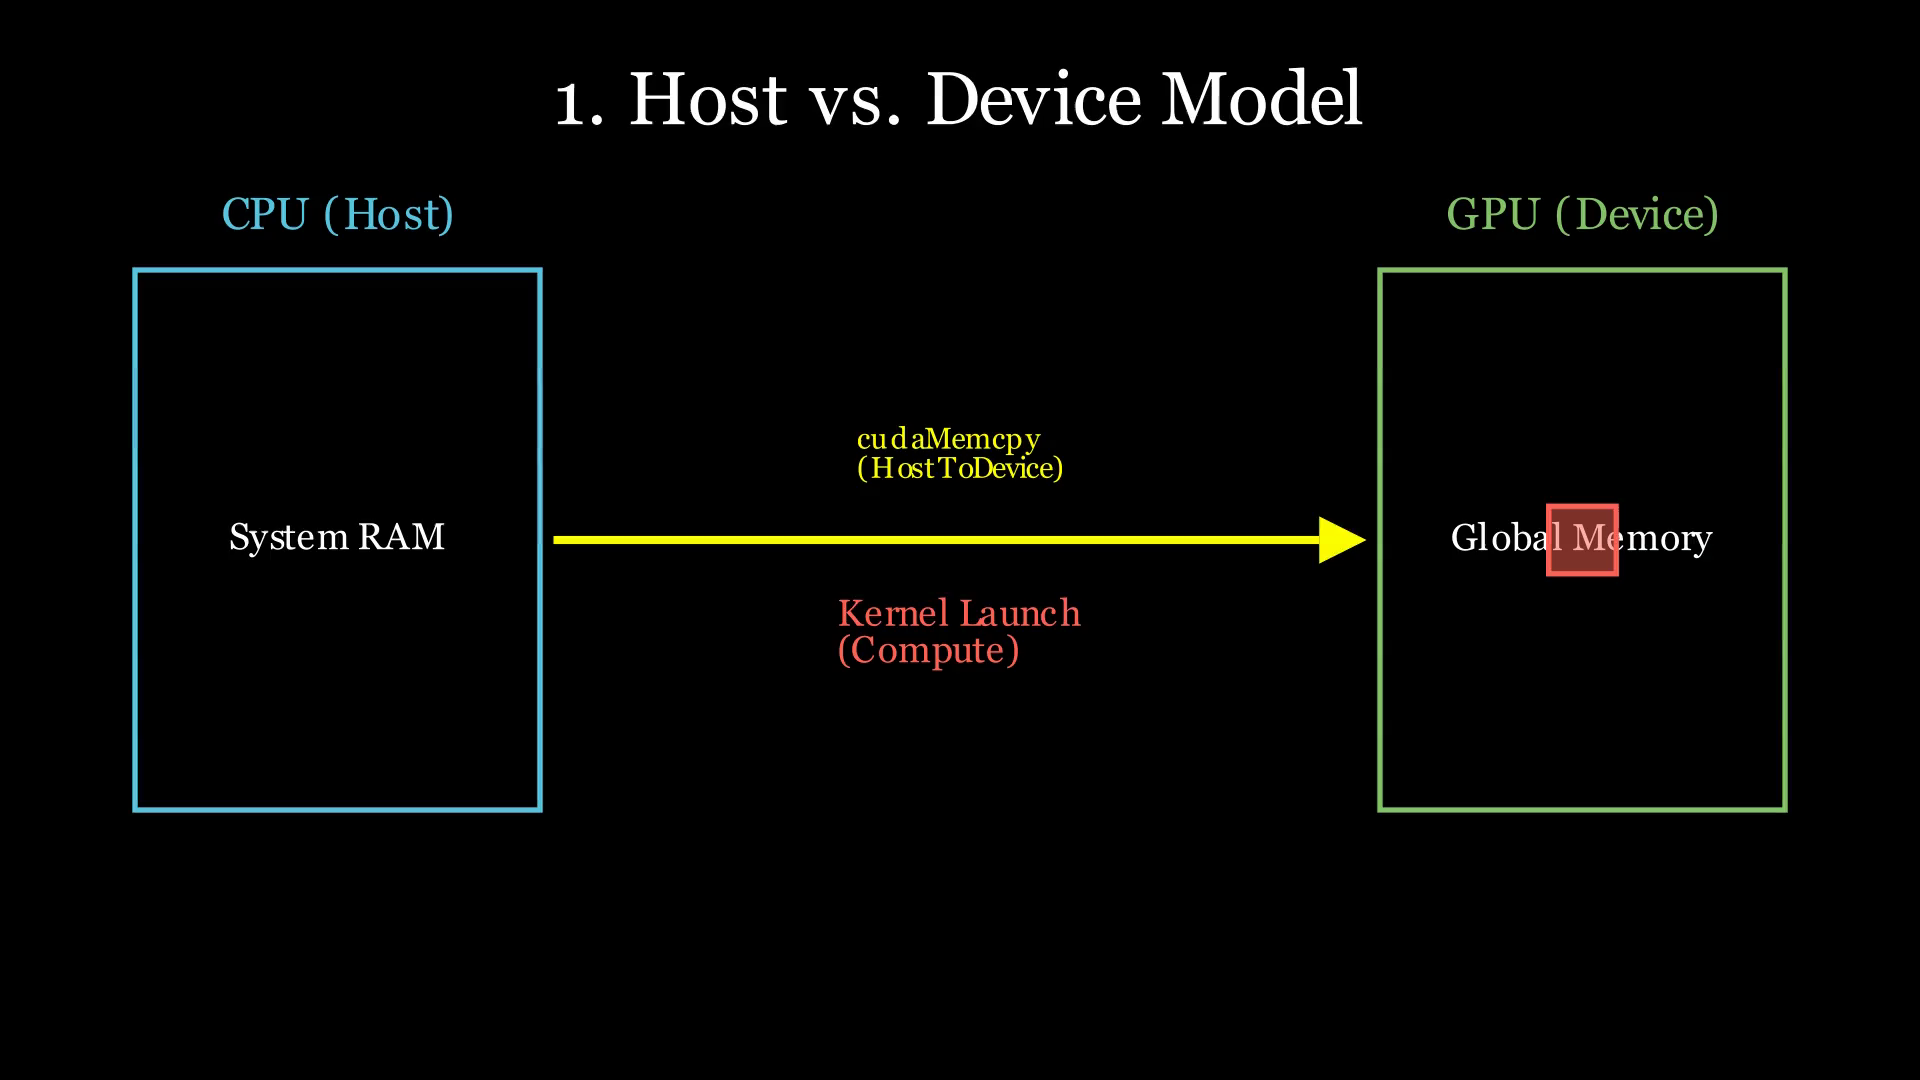 1. Host vs. Device Model
CPU (Host)
GPU (Device)
cudaMemcpy
(HostToDevice)
System RAM
Global Memory
Kernel Launch
(Compute)